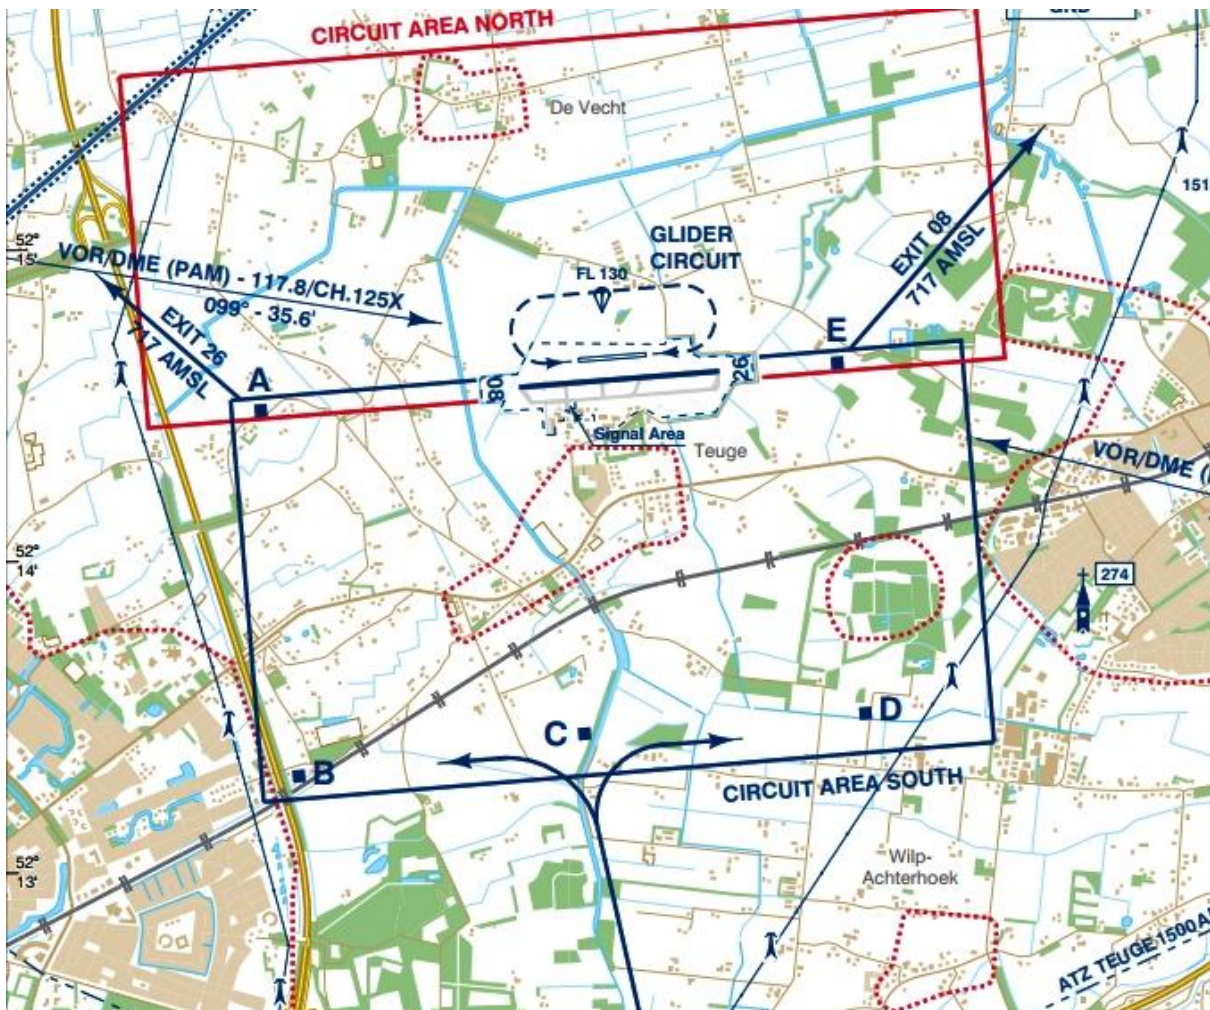 CIRCUIT AREA NORTH
GND
De Vecht
151
GLIDER
CIRCUIT
FL 130
52°
15'
VOR/DME (PAM) - 117.8/CH.125X
099° - 35.6'
EXIT 08
717 AMSL
EXIT 26
717 AMSL
A
E
08
26
Signal Area
Teuge
VOR/DME (
52°
14'
274
C
D
B
CIRCUIT AREA SOUTH
52°
13'
Wilp-
Achterhoek
ATZ TEUGE 1500 A